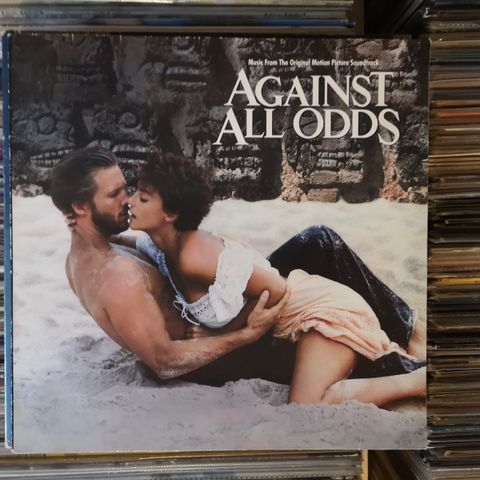 Music From The Original Motion Picture Soundtrack
AGAINST
ALL ODDS